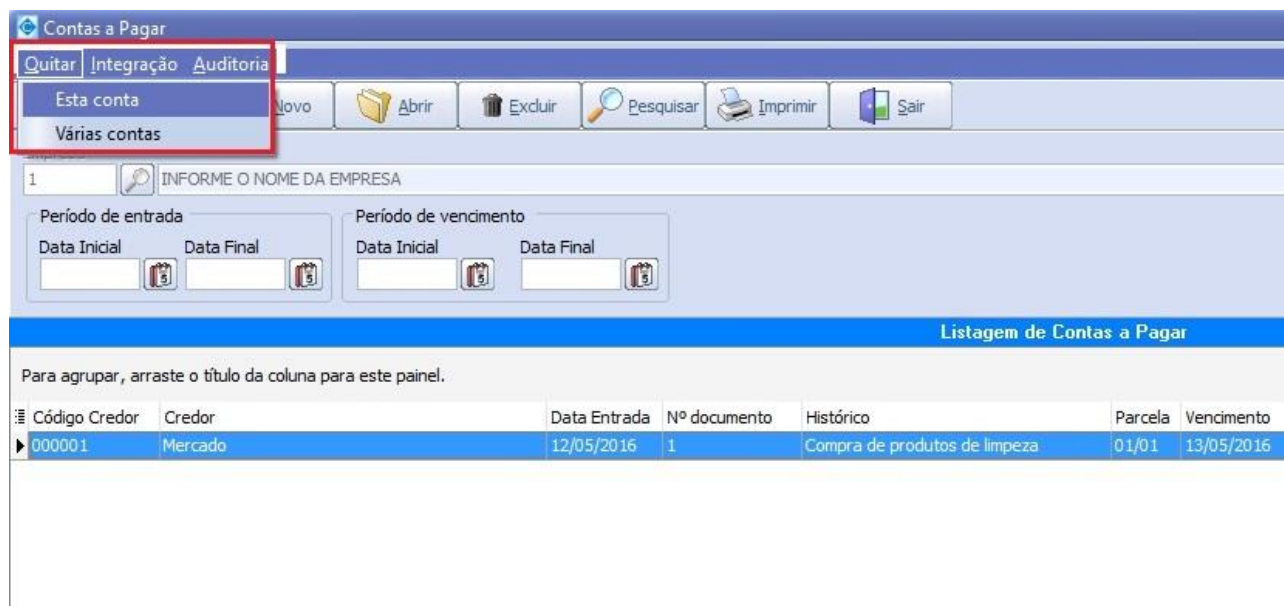 Contas a Pagar
Quitar Integração Auditoria
Esta conta
Várias contas
Novo Abrir Excluir Pesquisar Imprimir Sair
1 INFORME O NOME DA EMPRESA
Período de entrada Período de vencimento
Data Inicial Data Final Data Inicial Data Final
Listagem de Contas a Pagar
Para agrupar, arraste o título da coluna para este painel.
Código Credor Credor Data Entrada Nº documento Histórico Parcela Vencimento
000001 Mercado 12/05/2016 1 Compra de produtos de limpeza 01/01 13/05/2016